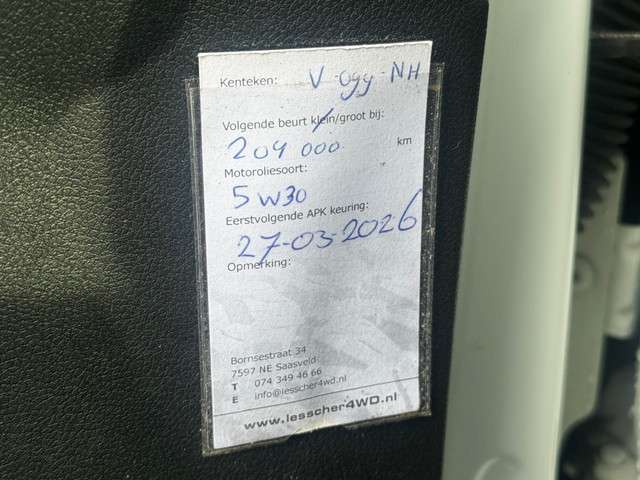 Kenteken: V-099-NH
Volgende beurt klein/groot bij:
204 000 km
Motoroliesoort:
5W30
Eerstvolgende APK keuring:
27-03-2026
Opmerking:
Bornsestraat 34
7597 NE Saasveld
T 074 349 46 66
E info@lesscher4wd.nl
www.lesscher4WD.nl